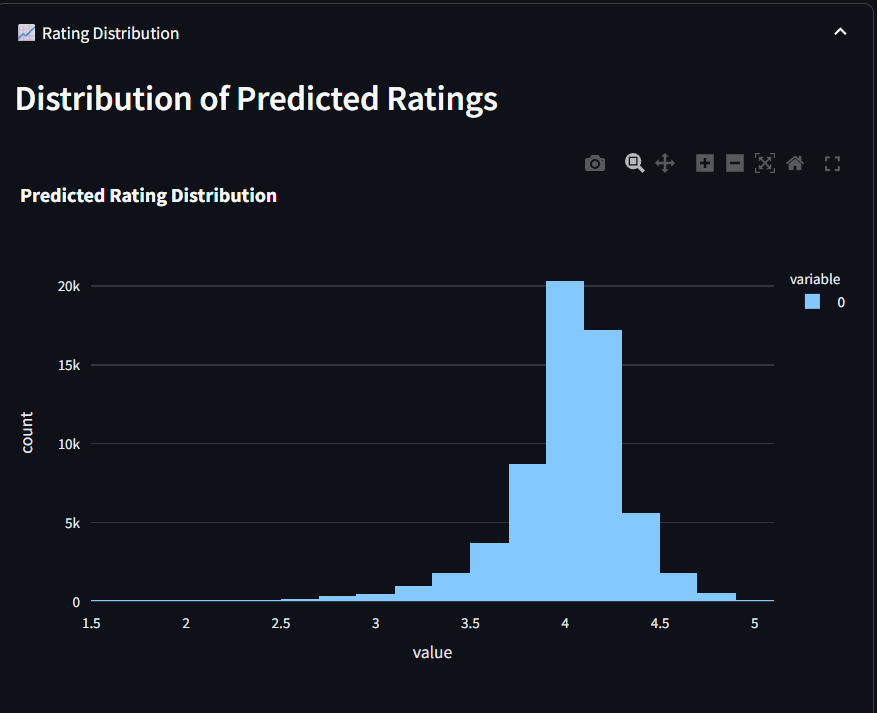 Rating Distribution
Distribution of Predicted Ratings
Predicted Rating Distribution
variable
0
20k
15k
10k
5k
0
count
1.5 2 2.5 3 3.5 4 4.5 5
value